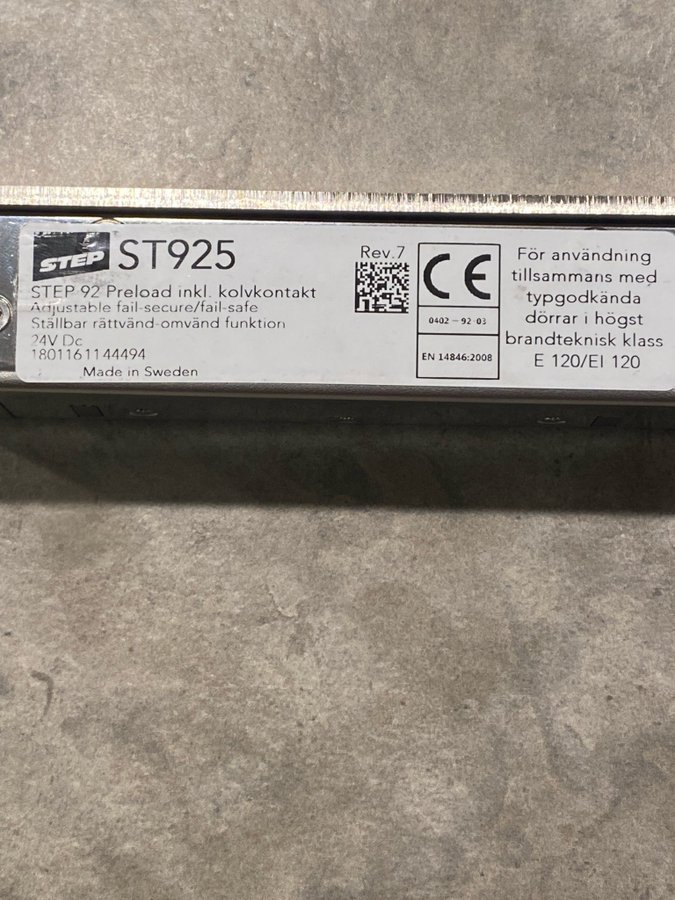 STEP ST925
STEP 92 Preload inkl. kolvkontakt
Adjustable fail-secure/fail-safe
Ställbar rättvänd-omvänd funktion
24V Dc
1801161144494
Made in Sweden
Rev.7
CE
0402 - 92-03
EN 14846:2008
För användning
tillsammans med
typgodkända
dörrar i högst
brandteknisk klass
E 120/EI 120